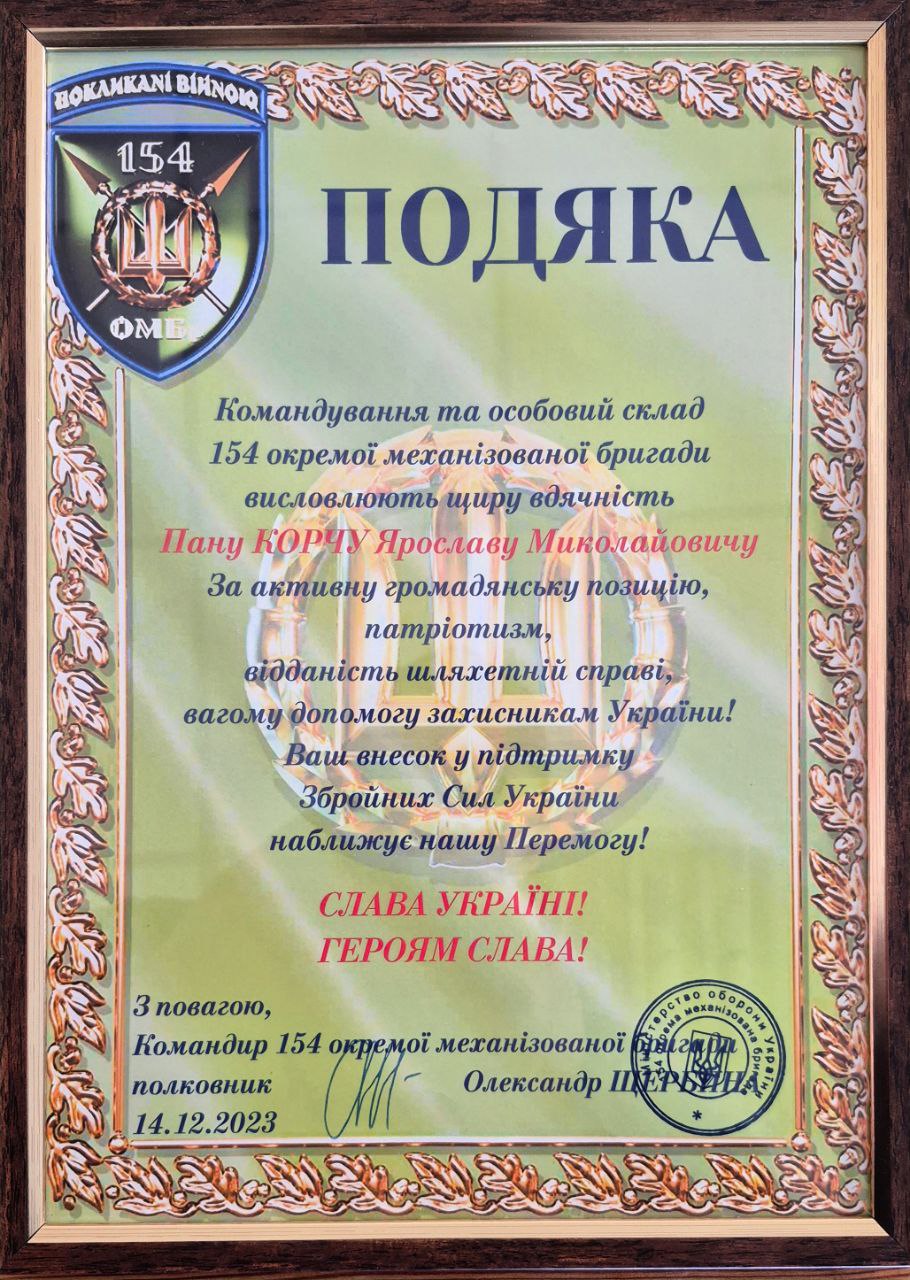 ПОКЛИКАНІ ВІЙНОЮ
154
ОМБр
ПОДЯКА
Командування та особовий склад
154 окремої механізованої бригади
висловлюють щиру вдячність
Пану КОРЧУ Ярославу Миколайовичу
За активну громадянську позицію,
патріотизм,
відданість шляхетній справі,
вагому допомогу захисникам України!
Ваш внесок у підтримку
Збройних Сил України
наближує нашу Перемогу!
СЛАВА УКРАЇНІ!
ГЕРОЯМ СЛАВА!
З повагою,
Командир 154 окремої механізованої бригади
полковник Олександр ЩЕРБИНА
14.12.2023
Міністерство оборони України
154 окрема механізована бригада